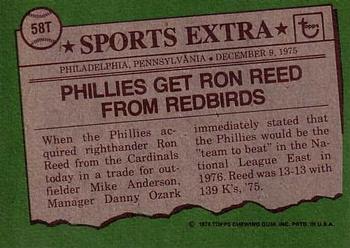 58T
★ SPORTS EXTRA ★
topps
PHILADELPHIA, PENNSYLVANIA • DECEMBER 9, 1975
PHILLIES GET RON REED
FROM REDBIRDS
When the Phillies ac-
quired righthander Ron
Reed from the Cardinals
today in a trade for out-
fielder Mike Anderson,
Manager Danny Ozark
immediately stated that
the Phillies would be the
"team to beat" in the Na-
tional League East in
1976. Reed was 13-13 with
139 K's, '75.
© 1976 TOPPS CHEWING GUM, INC. PRTD. IN U.S.A.